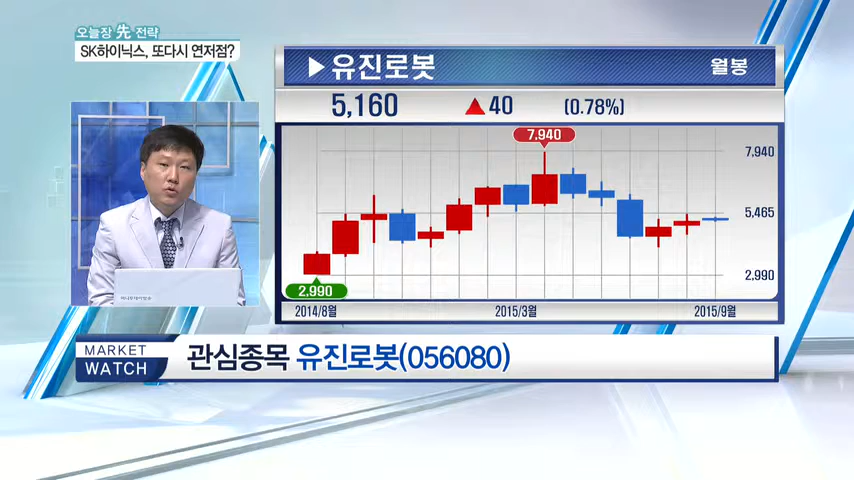 오늘장 先 전략
SK하이닉스, 또다시 연저점?
▶유진로봇
월봉
5,160 ▲40 (0.78%)
7,940
7,940
5,465
2,990
2,990
2014/8월 2015/3월 2015/9월
MARKET WATCH
관심종목 유진로봇(056080)